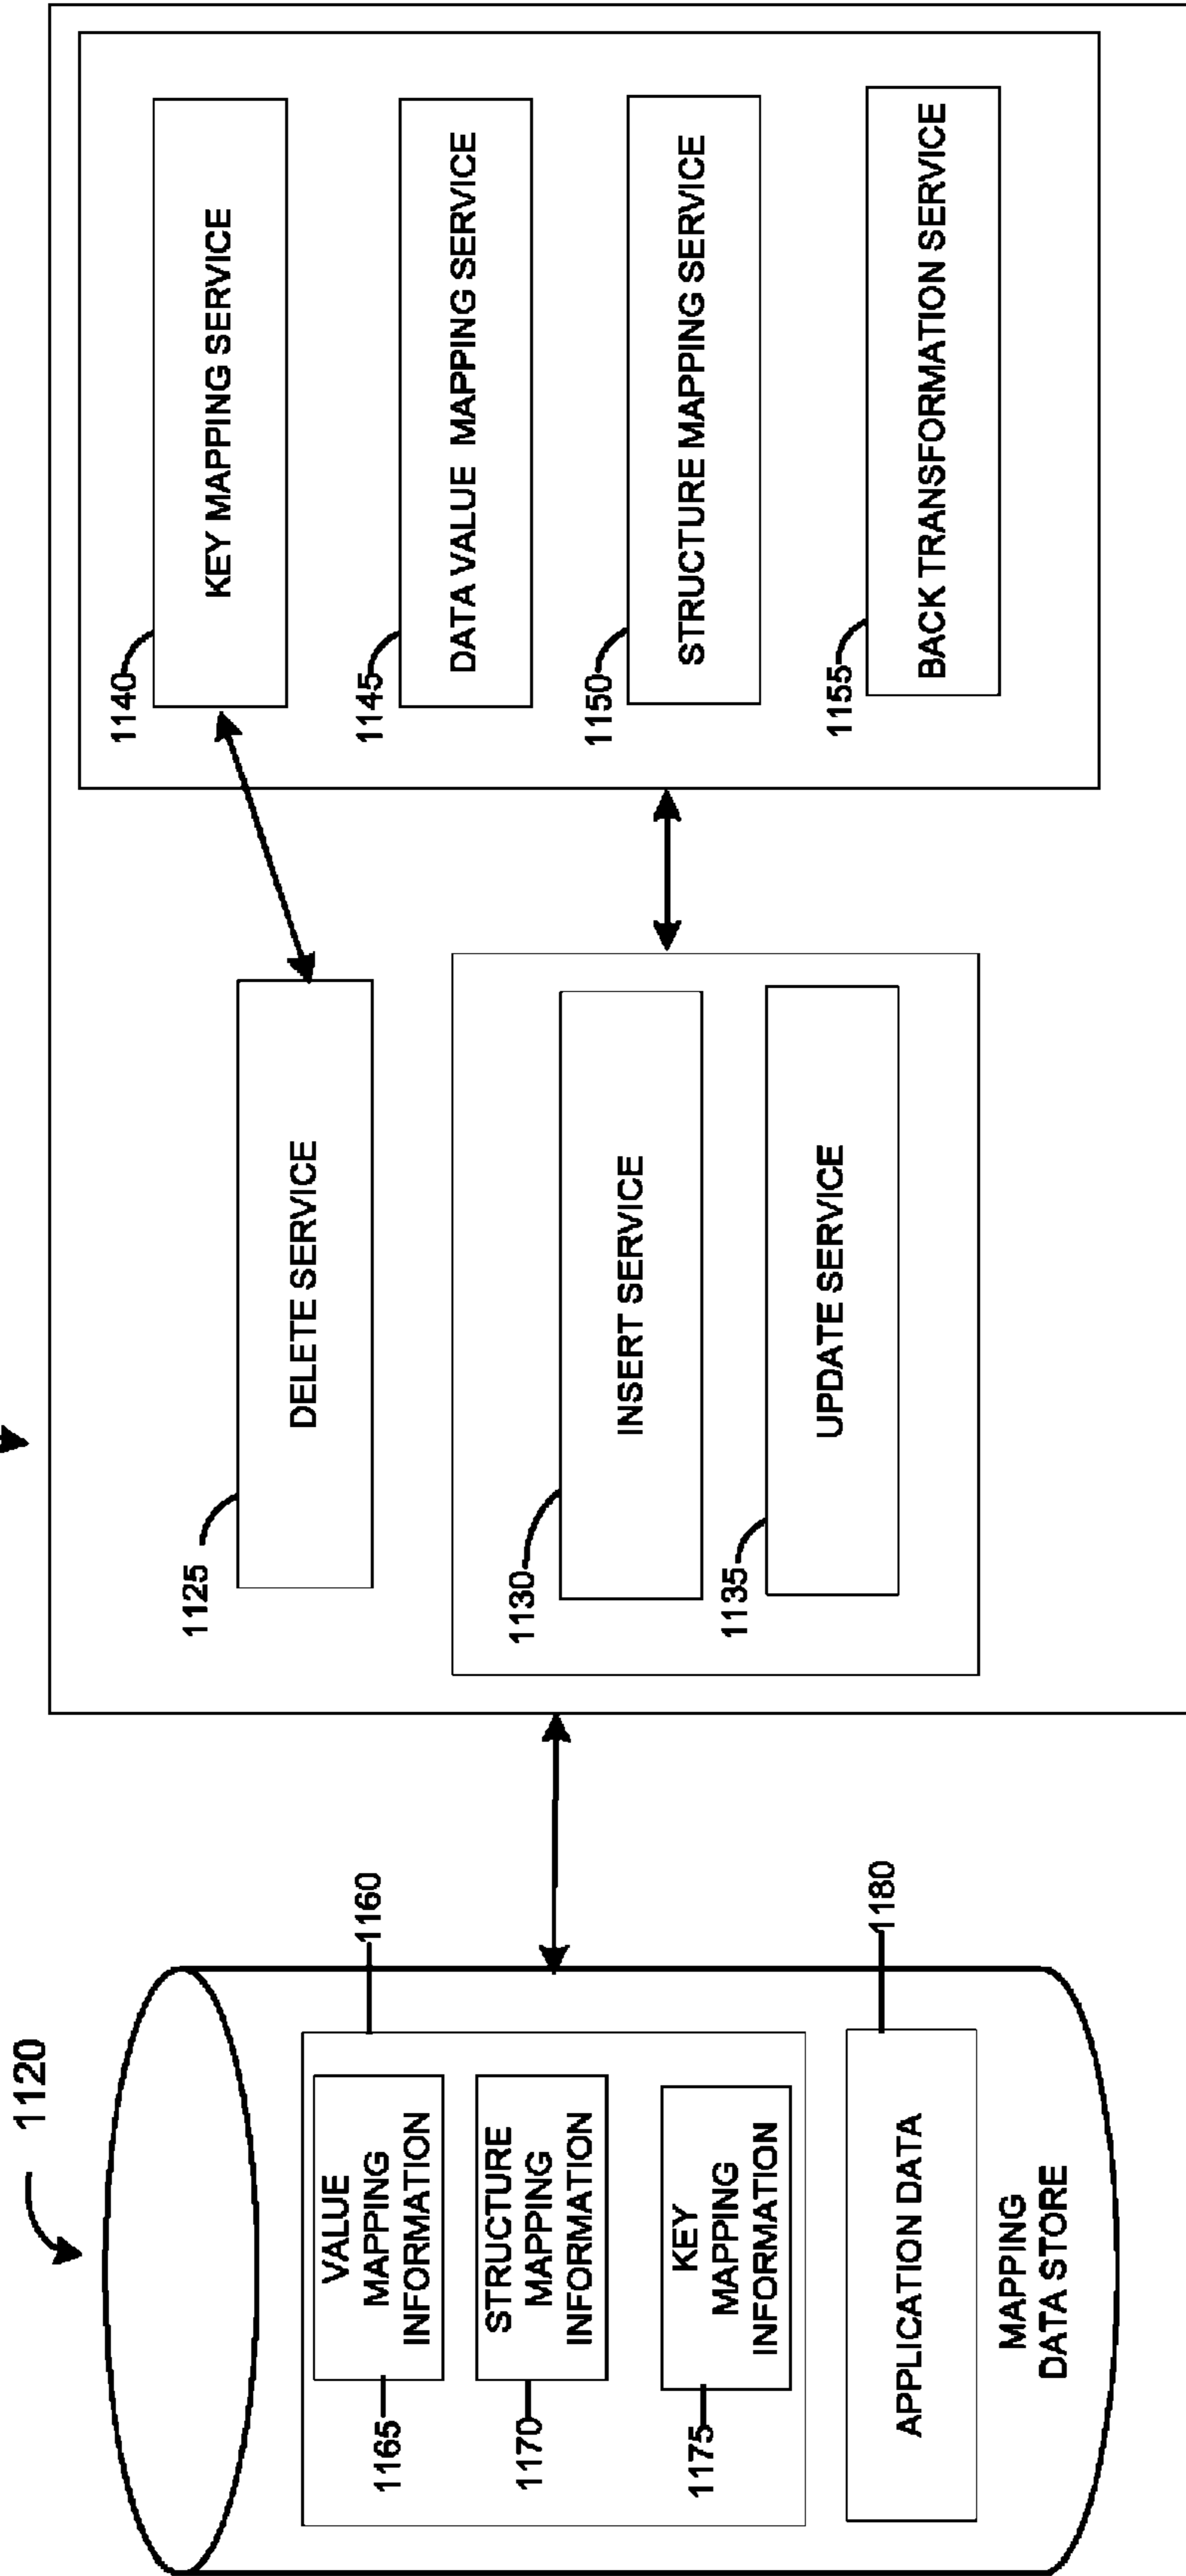 1120
1160
1165
VALUE
MAPPING
INFORMATION
1170
STRUCTURE
MAPPING
INFORMATION
1175
KEY
MAPPING
INFORMATION
1180
APPLICATION DATA
MAPPING
DATA STORE
1125
DELETE SERVICE
1130
INSERT SERVICE
1135
UPDATE SERVICE
1140
KEY MAPPING SERVICE
1145
DATA VALUE MAPPING SERVICE
1150
STRUCTURE MAPPING SERVICE
1155
BACK TRANSFORMATION SERVICE